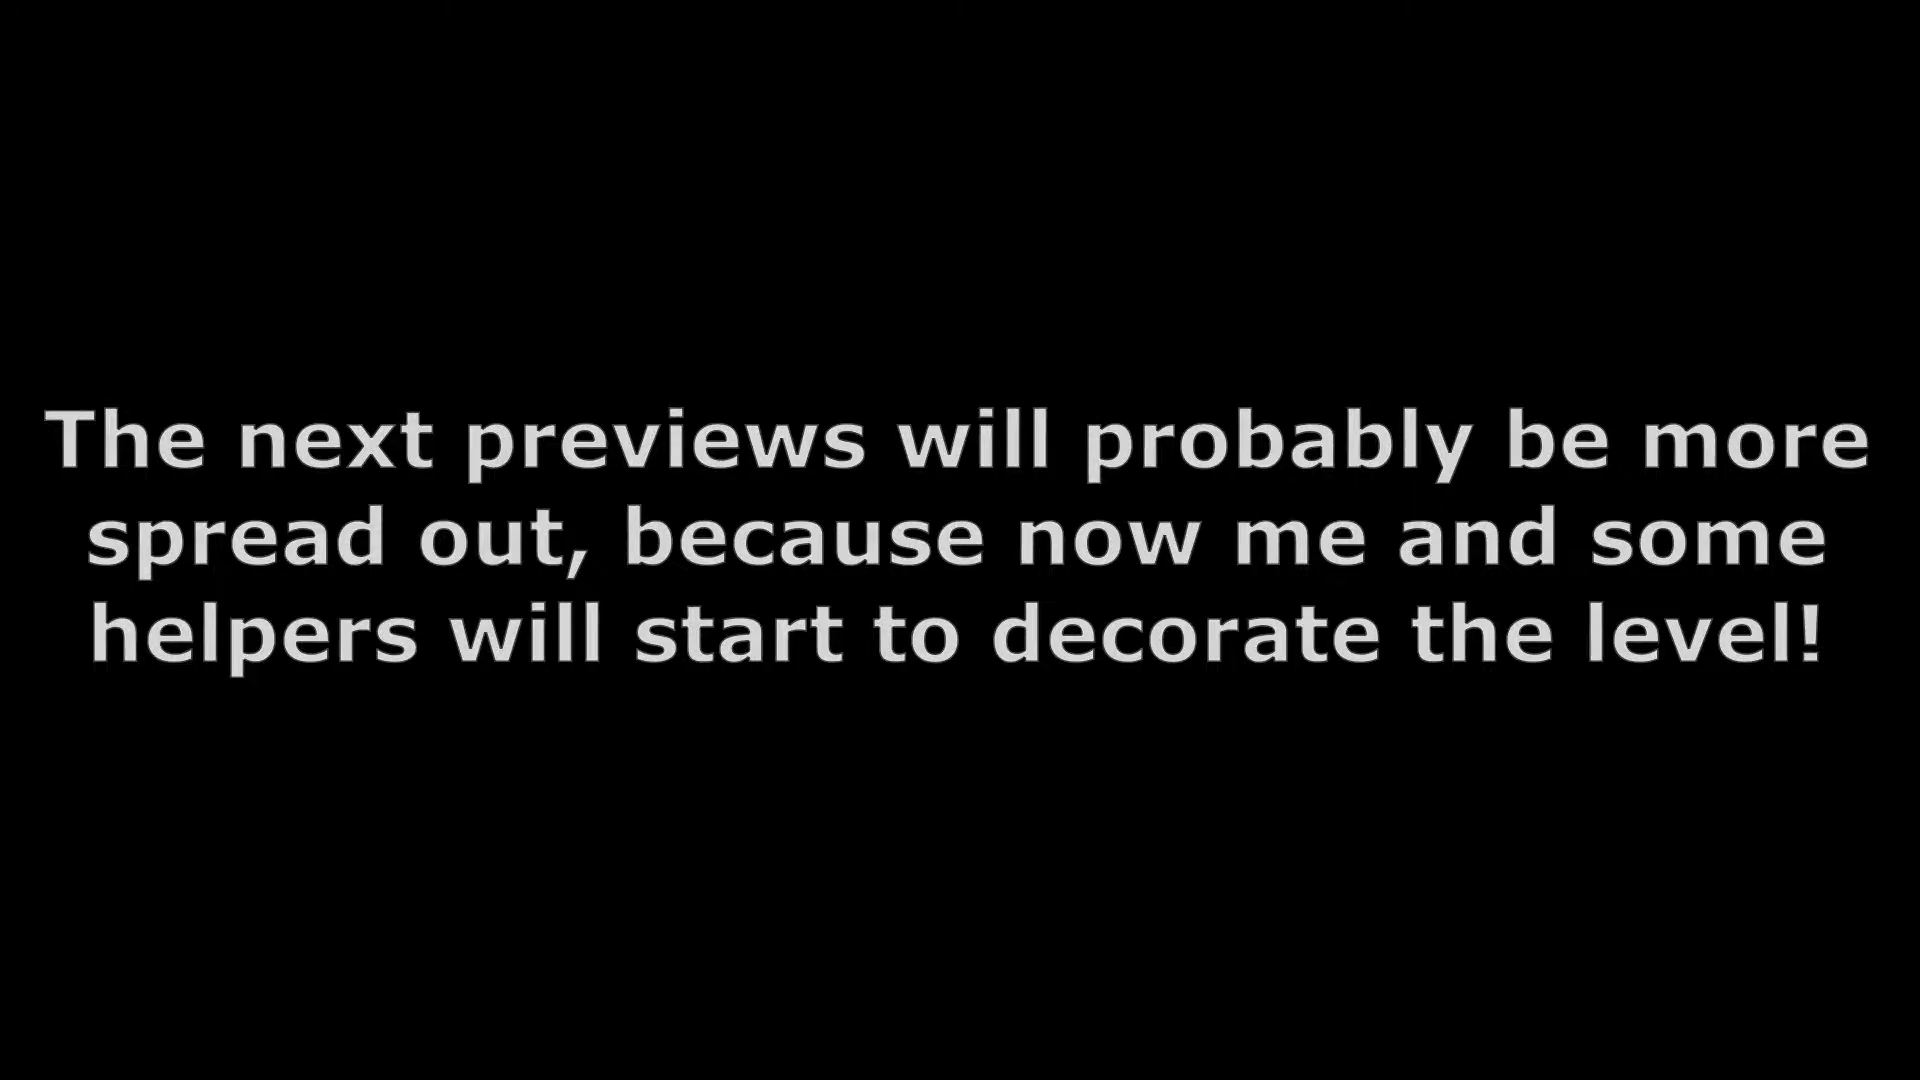 The next previews will probably be more
spread out, because now me and some
helpers will start to decorate the level!